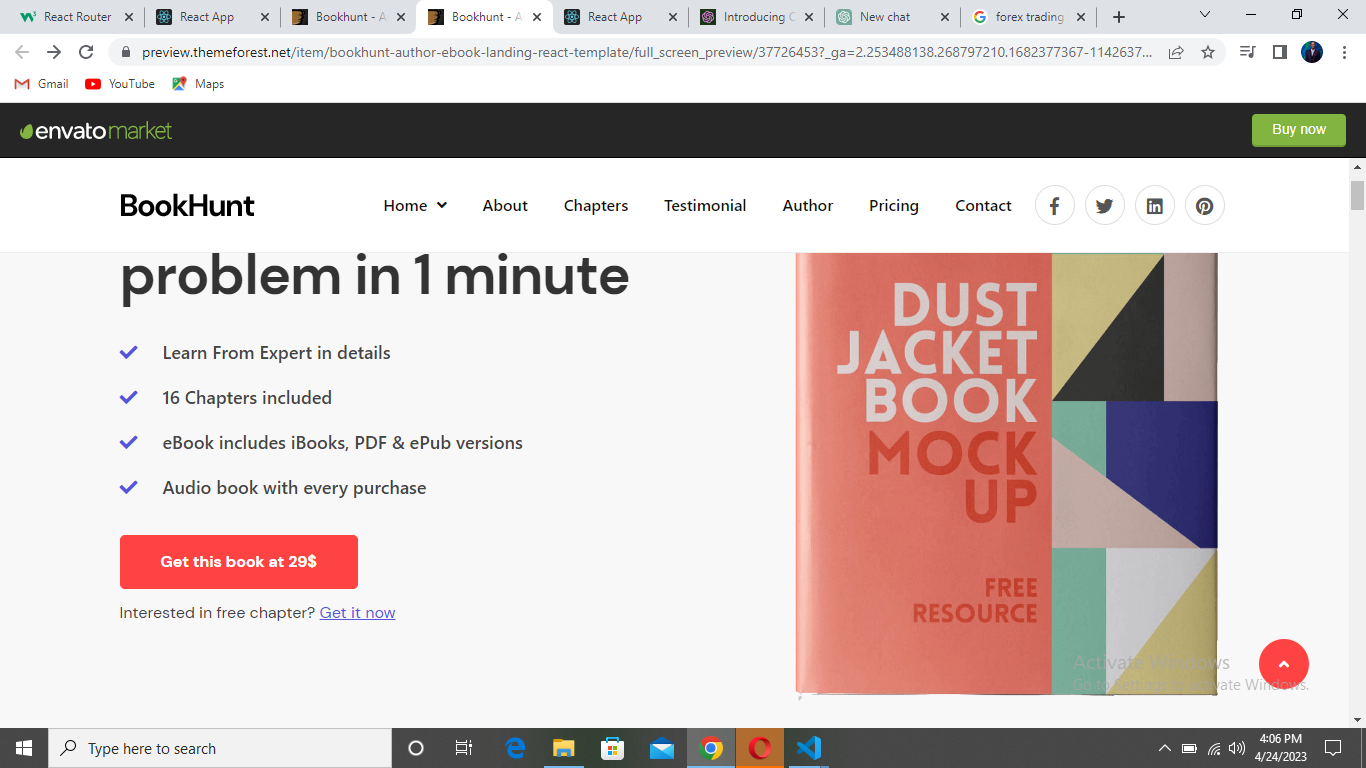 React Router
React App
Bookhunt - A
Bookhunt - A
React App
Introducing C
New chat
forex trading
preview.themeforest.net/item/bookhunt-author-ebook-landing-react-template/full_screen_preview/37726453?_ga=2.253488138.268797210.1682377367-1142637...
Gmail
YouTube
Maps
envatomarket
Buy now
BookHunt
Home
About
Chapters
Testimonial
Author
Pricing
Contact
problem in 1 minute
Learn From Expert in details
16 Chapters included
eBook includes iBooks, PDF & ePub versions
Audio book with every purchase
Get this book at 29$
Interested in free chapter? Get it now
DUST
JACKET
BOOK
MOCK
UP
FREE
RESOURCE
Activate Windows
Go to Settings to activate Windows.
Type here to search
4:06 PM
4/24/2023